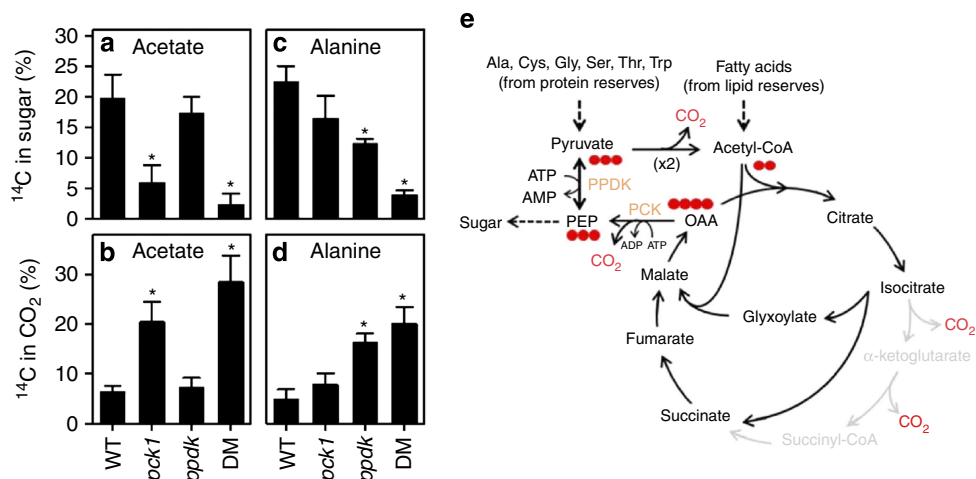 a Acetate
c Alanine
¹⁴C in sugar (%)
30
25
20
15
10
5
0
b Acetate
d Alanine
¹⁴C in CO₂ (%)
30
20
10
0
WT
pck1
ppdk
DM
WT
pck1
ppdk
DM
*
*
*
*
*
*
*
*
e
Ala, Cys, Gly, Ser, Thr, Trp
(from protein reserves)
Fatty acids
(from lipid reserves)
CO₂
Pyruvate
(x2)
Acetyl-CoA
ATP
PPDK
AMP
PCK
Sugar
PEP
OAA
ADP
ATP
CO₂
Citrate
Malate
Isocitrate
Glyxoylate
CO₂
Fumarate
α-ketoglutarate
Succinate
CO₂
Succinyl-CoA